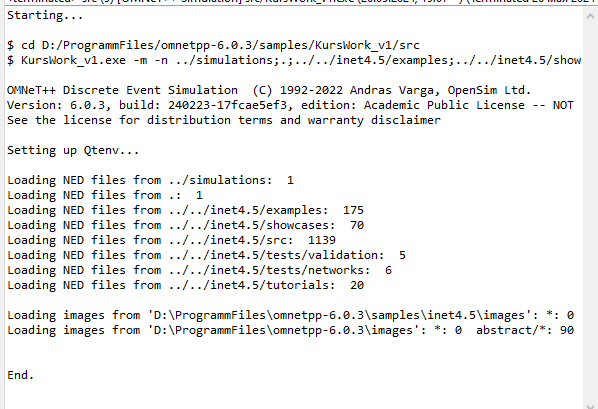 Starting...
$ cd D:/ProgrammFiles/omnetpp-6.0.3/samples/KursWork_v1/src
$ KursWork_v1.exe -m -n ../simulations;.;../../inet4.5/examples;../../inet4.5/show
OMNeT++ Discrete Event Simulation  (C) 1992-2022 Andras Varga, OpenSim Ltd.
Version: 6.0.3, build: 240223-17fcae5ef3, edition: Academic Public License -- NOT
See the license for distribution terms and warranty disclaimer
Setting up Qtenv...
Loading NED files from ../simulations:  1
Loading NED files from .:  1
Loading NED files from ../../inet4.5/examples:  175
Loading NED files from ../../inet4.5/showcases:  70
Loading NED files from ../../inet4.5/src:  1139
Loading NED files from ../../inet4.5/tests/validation:  5
Loading NED files from ../../inet4.5/tests/networks:  6
Loading NED files from ../../inet4.5/tutorials:  20
Loading images from 'D:\ProgrammFiles\omnetpp-6.0.3\samples\inet4.5\images': *: 0
Loading images from 'D:\ProgrammFiles\omnetpp-6.0.3\images': *: 0  abstract/*: 90
End.